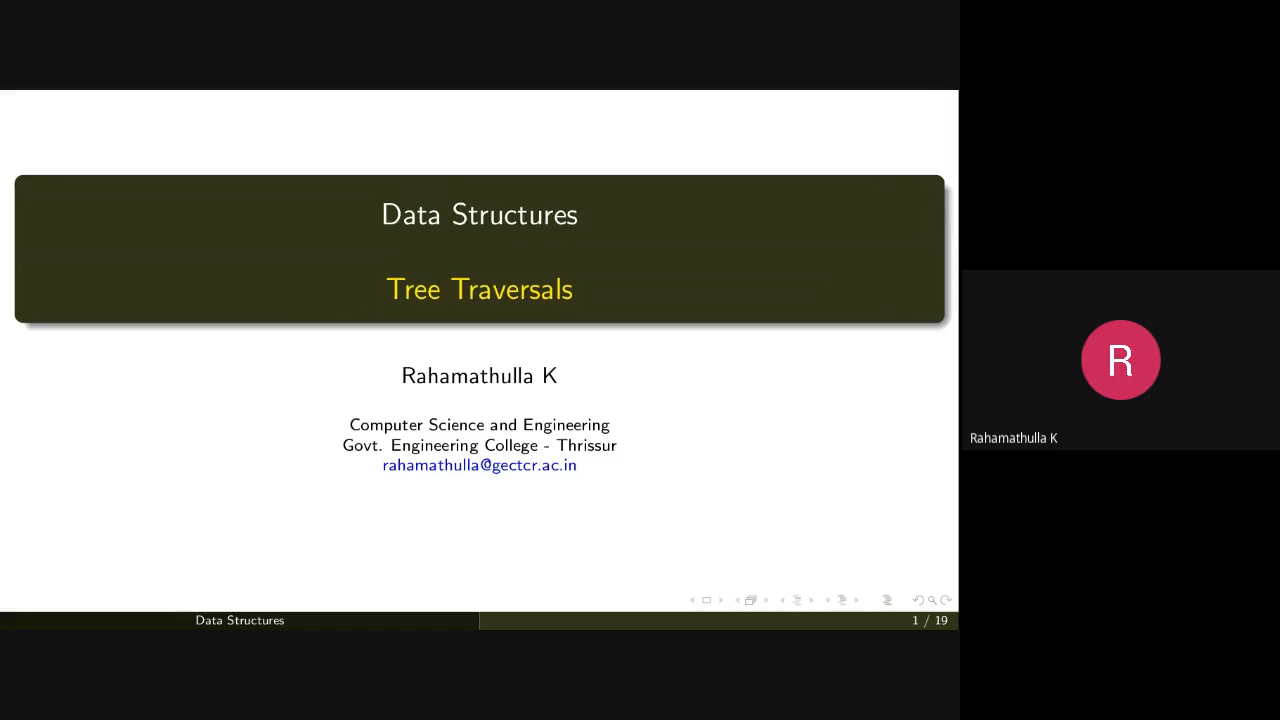 Data Structures
Tree Traversals
Rahamathulla K
Computer Science and Engineering
Govt. Engineering College - Thrissur
rahamathulla@gectcr.ac.in
Data Structures
1 / 19
R
Rahamathulla K